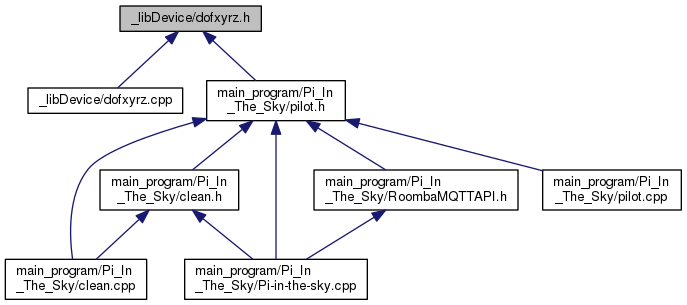 _libDevice/dofxyrz.h
_libDevice/dofxyrz.cpp
main_program/Pi_In
_The_Sky/pilot.h
main_program/Pi_In
_The_Sky/clean.h
main_program/Pi_In
_The_Sky/RoombaMQTTAPI.h
main_program/Pi_In
_The_Sky/pilot.cpp
main_program/Pi_In
_The_Sky/clean.cpp
main_program/Pi_In
_The_Sky/Pi-in-the-sky.cpp